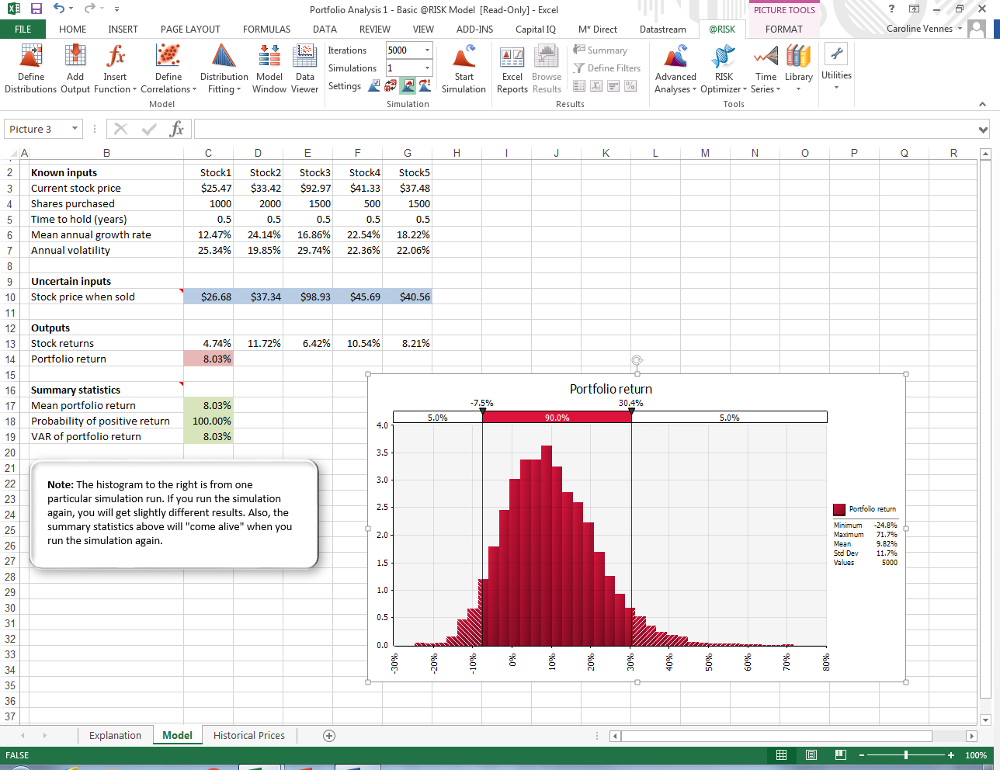 Portfolio Analysis 1 - Basic @RISK Model [Read-Only] - Excel
PICTURE TOOLS
FILE HOME INSERT PAGE LAYOUT FORMULAS DATA REVIEW VIEW ADD-INS Capital IQ M* Direct Datastream @RISK FORMAT Caroline Vennes
Define Distributions
Add Output
Insert Function
Define Correlations
Distribution Fitting
Model Window
Data Viewer
Model
Iterations 5000
Simulations 1
Settings
Start Simulation
Simulation
Excel Reports
Browse Results
Summary
Define Filters
Results
Advanced Analyses
RISK Optimizer
Time Series
Library
Tools
Utilities
Picture 3
fx
A B C D E F G H I J K L M N O P Q R
2 Known inputs Stock1 Stock2 Stock3 Stock4 Stock5
3 Current stock price $25.47 $33.42 $92.97 $41.33 $37.48
4 Shares purchased 1000 2000 1500 500 1500
5 Time to hold (years) 0.5 0.5 0.5 0.5 0.5
6 Mean annual growth rate 12.47% 24.14% 16.86% 22.54% 18.22%
7 Annual volatility 25.34% 19.85% 29.74% 22.36% 22.06%
8
9 Uncertain inputs
10 Stock price when sold $26.68 $37.34 $98.93 $45.69 $40.56
11
12 Outputs
13 Stock returns 4.74% 11.72% 6.42% 10.54% 8.21%
14 Portfolio return 8.03%
15
16 Summary statistics
17 Mean portfolio return 8.03%
18 Probability of positive return 100.00%
19 VAR of portfolio return 8.03%
20
21
22
23
24
25
26
27
28
29
30
31
32
33
34
35
36
37
Note: The histogram to the right is from one
particular simulation run. If you run the simulation
again, you will get slightly different results. Also, the
summary statistics above will "come alive" when you
run the simulation again.
Portfolio return
-7.5% 30.4%
5.0% 90.0% 5.0%
4.0
3.5
3.0
2.5
2.0
1.5
1.0
0.5
0.0
-30% -20% -10% 0% 10% 20% 30% 40% 50% 60% 70% 80%
Portfolio return
Minimum -24.8%
Maximum 71.7%
Mean 9.82%
Std Dev 11.7%
Values 5000
Explanation Model Historical Prices
FALSE 100%